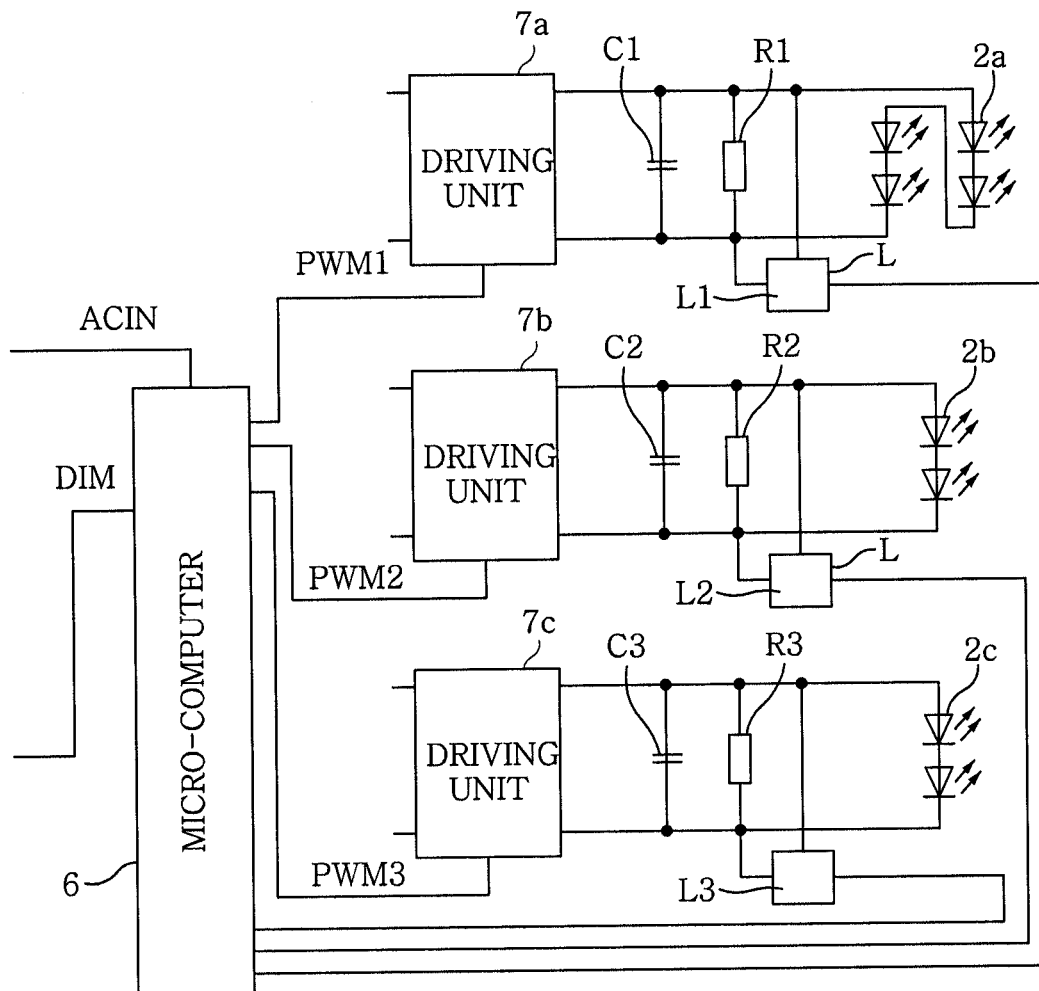 7a
C1
R1
2a
DRIVING
UNIT
PWM1
L
L1
ACIN
7b
C2
R2
2b
DRIVING
UNIT
DIM
PWM2
L
L2
MICRO-COMPUTER
7c
C3
R3
2c
DRIVING
UNIT
6
PWM3
L3